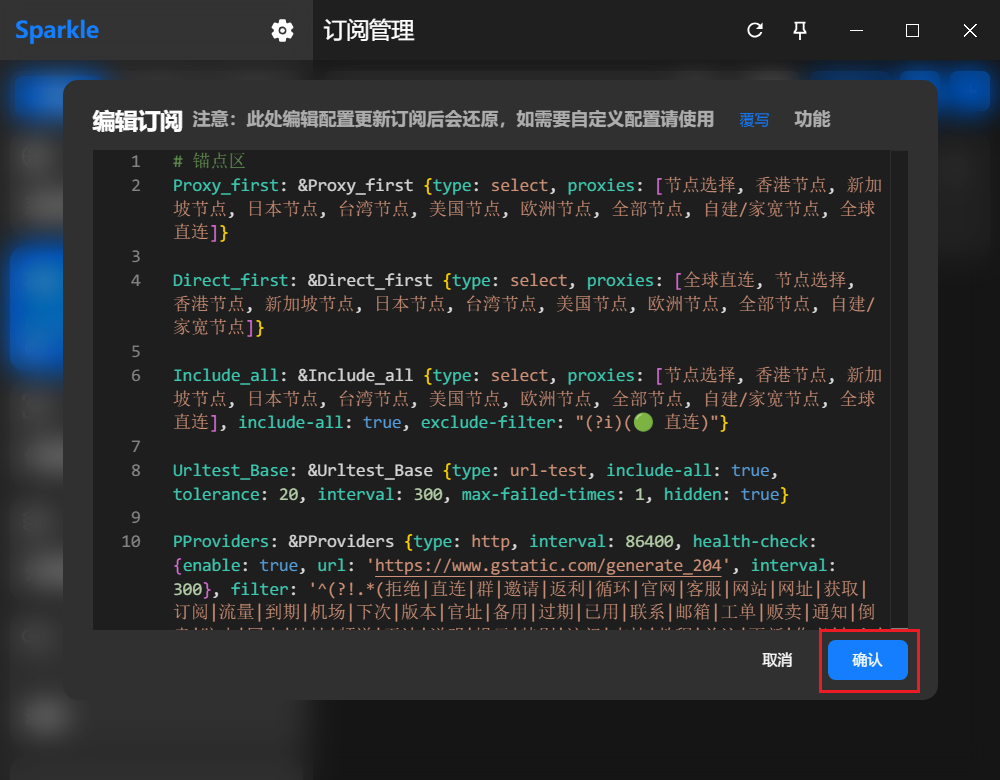 Sparkle
订阅管理
编辑订阅 注意：此处编辑配置更新订阅后会还原，如需要自定义配置请使用 覆写 功能
1 # 锚点区
2 Proxy_first: &Proxy_first {type: select, proxies: [节点选择, 香港节点, 新加
坡节点, 日本节点, 台湾节点, 美国节点, 欧洲节点, 全部节点, 自建/家宽节点, 全球
直连]}
3
4 Direct_first: &Direct_first {type: select, proxies: [全球直连, 节点选择,
香港节点, 新加坡节点, 日本节点, 台湾节点, 美国节点, 欧洲节点, 全部节点, 自建/
家宽节点]}
5
6 Include_all: &Include_all {type: select, proxies: [节点选择, 香港节点, 新加
坡节点, 日本节点, 台湾节点, 美国节点, 欧洲节点, 全部节点, 自建/家宽节点, 全球
直连], include-all: true, exclude-filter: "(?i)(🟢 直连)"}
7
8 Urltest_Base: &Urltest_Base {type: url-test, include-all: true,
tolerance: 20, interval: 300, max-failed-times: 1, hidden: true}
9
10 PProviders: &PProviders {type: http, interval: 86400, health-check:
{enable: true, url: 'https://www.gstatic.com/generate_204', interval:
300}, filter: '^(?!.*(拒绝|直连|群|邀请|返利|循环|官网|客服|网站|网址|获取|
订阅|流量|到期|机场|下次|版本|官址|备用|过期|已用|联系|邮箱|工单|贩卖|通知|倒
取消
确认